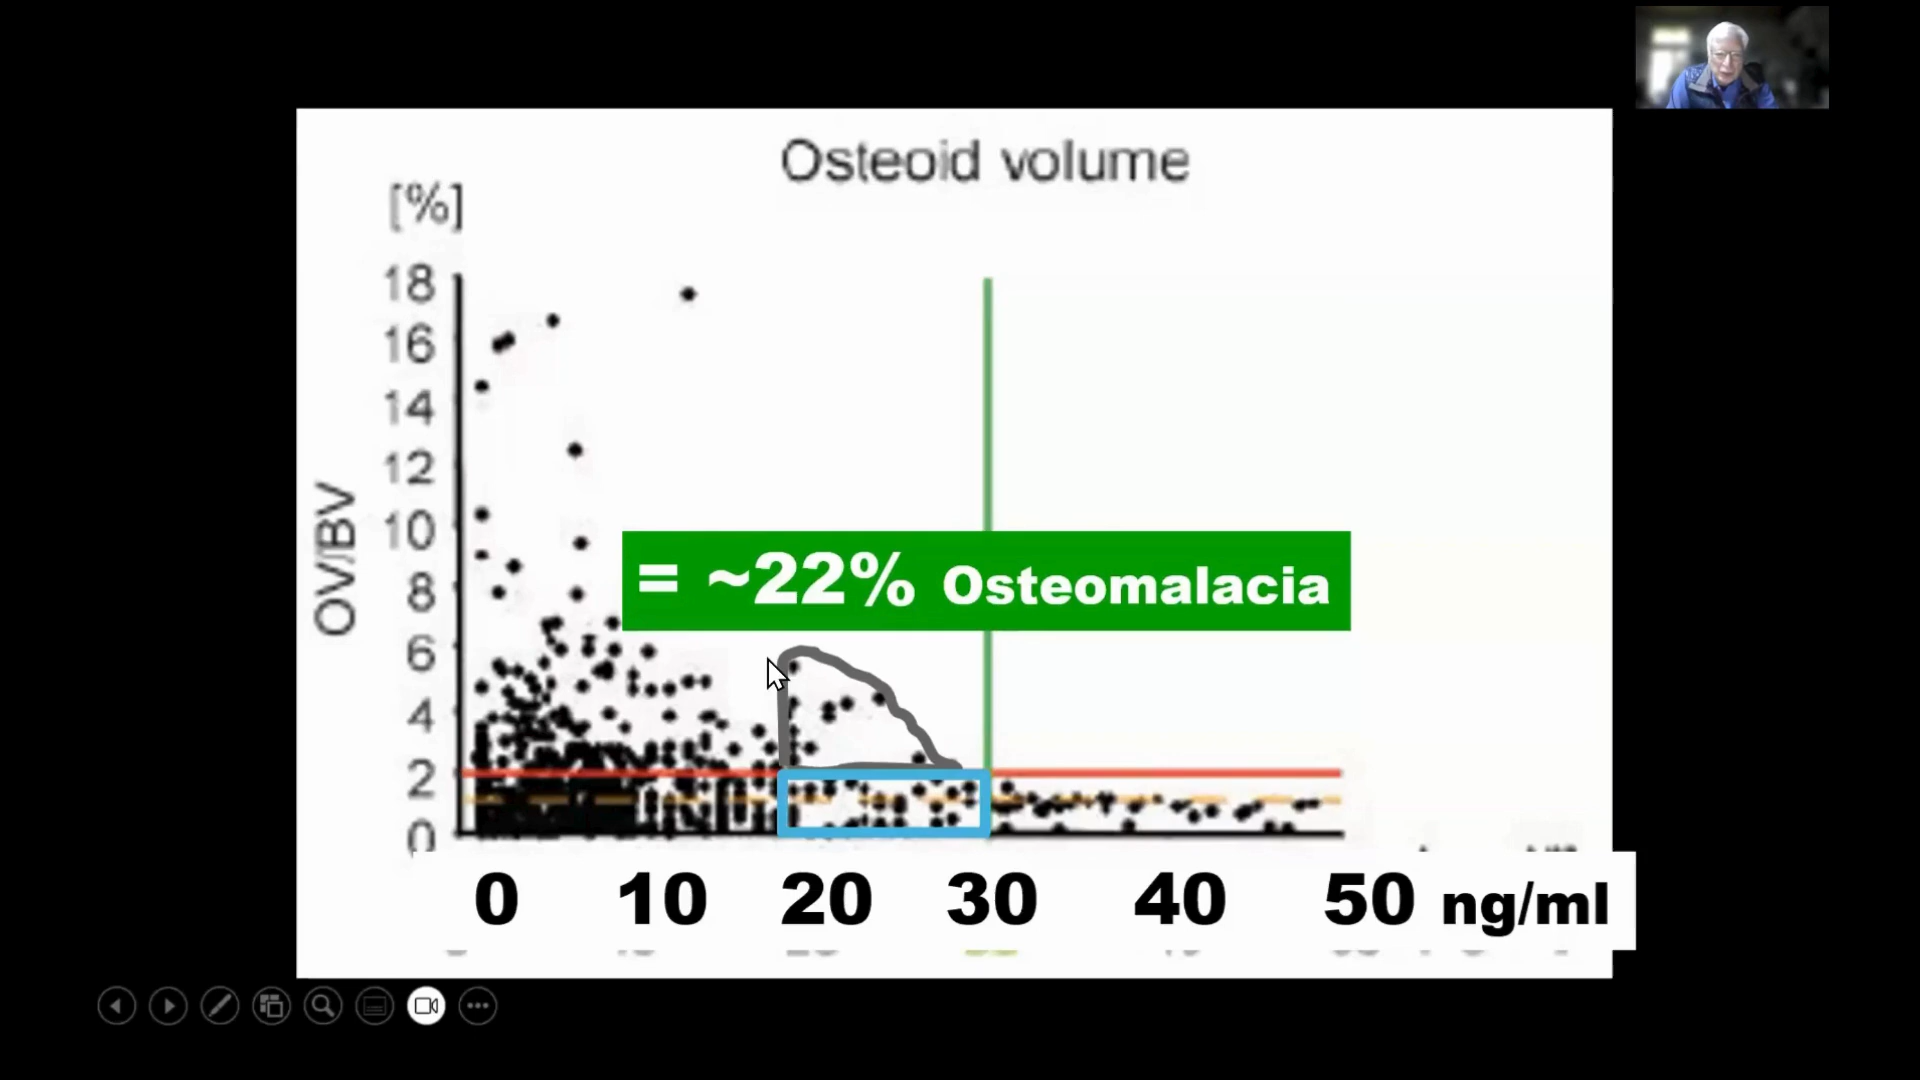 Osteoid volume
[%]
18
16
14
12
10
8
6
4
2
0
OV/BV
= ~22% Osteomalacia
0 10 20 30 40 50 ng/ml